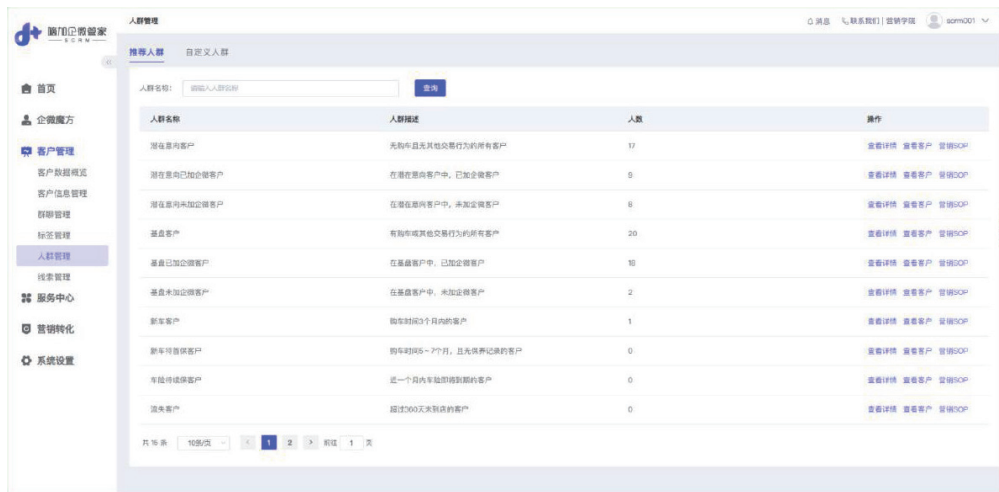 嗨加企微管家
SCRM
人群管理
消息 联系我们 | 营销学院 scrm001
推荐人群 自定义人群
首页
企微魔方
客户管理
客户数据概览
客户信息管理
群聊管理
标签管理
人群管理
线索管理
服务中心
营销转化
系统设置
人群名称: 请输入人群名称 查询
人群名称 人群描述 人数 操作
潜在意向客户 无购车且无其他交易行为的所有客户 17 查看详情 查看客户 营销SOP
潜在意向已加企微客户 在潜在意向客户中，已加企微客户 9 查看详情 查看客户 营销SOP
潜在意向未加企微客户 在潜在意向客户中，未加企微客户 8 查看详情 查看客户 营销SOP
基盘客户 有购车或其他交易行为的所有客户 20 查看详情 查看客户 营销SOP
基盘已加企微客户 在基盘客户中，已加企微客户 18 查看详情 查看客户 营销SOP
基盘未加企微客户 在基盘客户中，未加企微客户 2 查看详情 查看客户 营销SOP
新车客户 购车时间3个月内的客户 1 查看详情 查看客户 营销SOP
新车待首保客户 购车时间5~7个月，且无保养记录的客户 0 查看详情 查看客户 营销SOP
车险待续保客户 近一个月内车险即将到期的客户 0 查看详情 查看客户 营销SOP
流失客户 超过360天未到店的客户 0 查看详情 查看客户 营销SOP
共 16 条 10条/页 1 2 前往 1 页